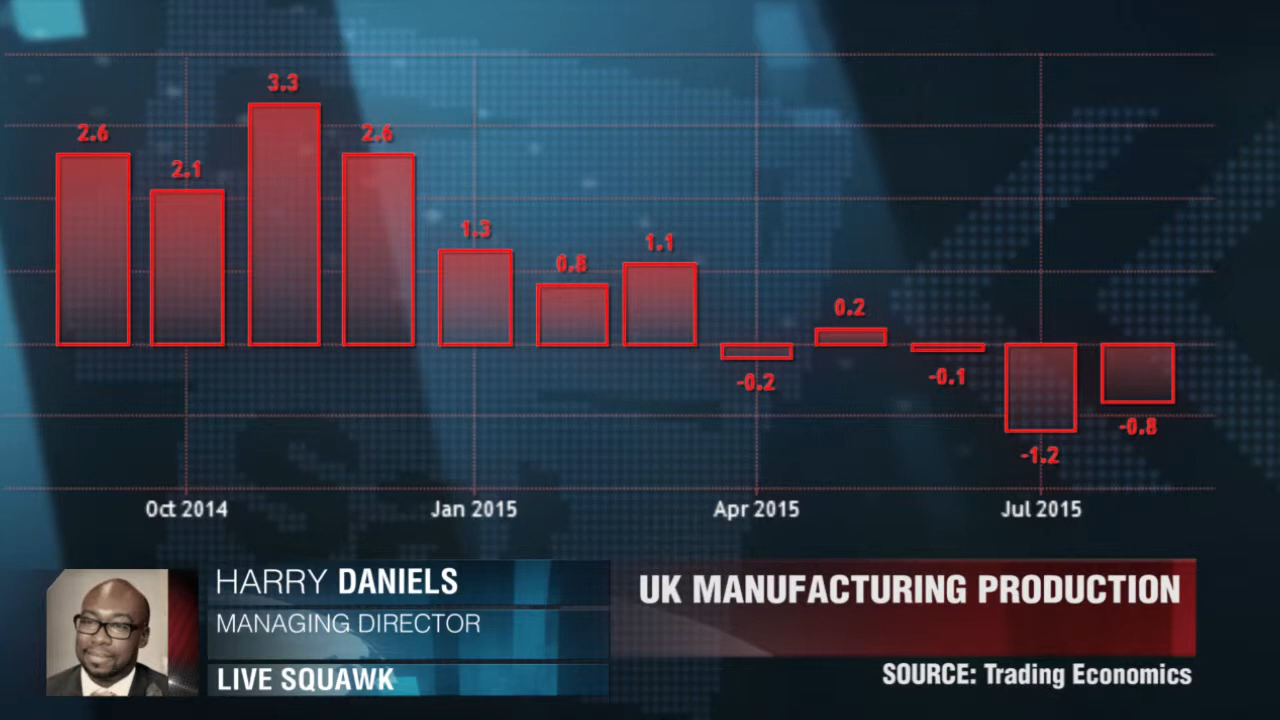 3.3
2.6
2.6
2.1
1.3
1.1
0.8
0.2
-0.2
-0.1
-0.8
-1.2
Oct 2014
Jan 2015
Apr 2015
Jul 2015
HARRY DANIELS
MANAGING DIRECTOR
LIVE SQUAWK
UK MANUFACTURING PRODUCTION
SOURCE: Trading Economics